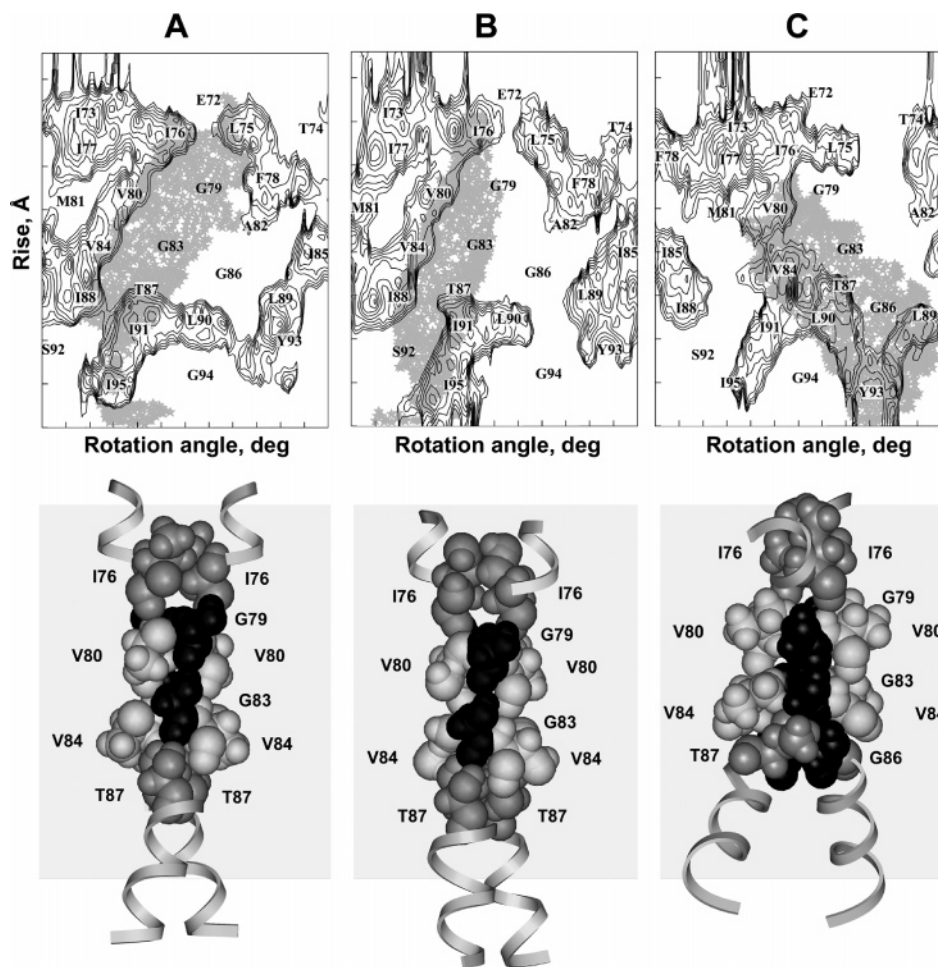 A
B
C
Rise, Å
E72
I73
I76
L75
T74
I77
F78
G79
V80
M81
A82
V84
G83
I85
G86
T87
I88
L89
I91
L90
S92
Y93
G94
I95
E72
I73
I76
T74
L75
I77
G79
F78
V80
M81
A82
V84
G83
I85
G86
T87
I88
L89
L90
I91
S92
Y93
G94
I95
E72
I73
T74
L75
I76
F78
I77
G79
V80
M81
A82
I85
G83
V84
T87
I88
G86
L89
I91
L90
S92
I95
G94
Y93
Rotation angle, deg
Rotation angle, deg
Rotation angle, deg
I76
I76
G79
V80
V80
G83
V84
V84
T87
T87
I76
I76
G79
V80
V80
G83
V84
V84
T87
T87
I76
I76
G79
V80
V80
G83
V84
V84
T87
G86